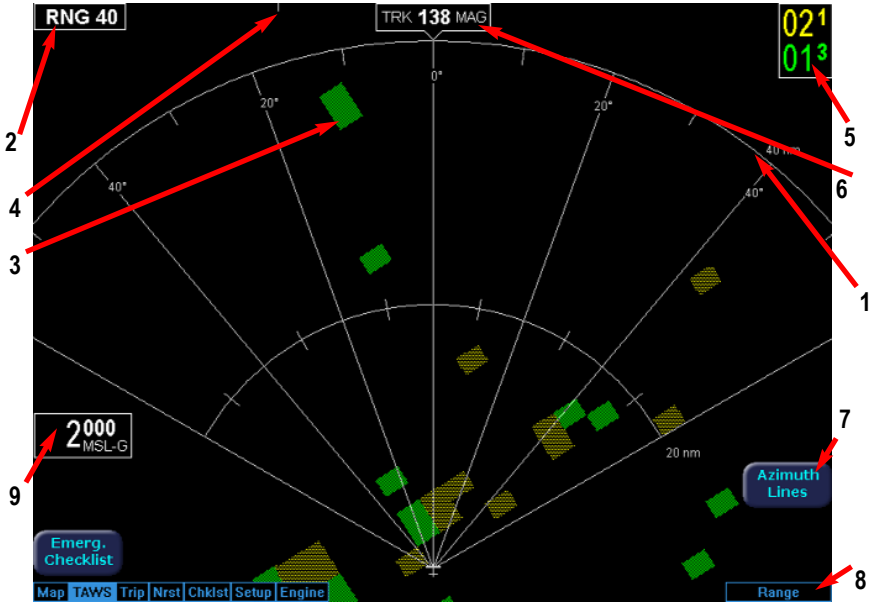 RNG 40
TRK 138 MAG
02¹
01³
0°
20°
20°
40 nm
40°
40°
2
5
6
4
3
1
2000
MSL-G
20 nm
7
Azimuth
Lines
9
Emerg.
Checklist
8
Map TAWS Trip Nrst Chklst Setup Engine
Range